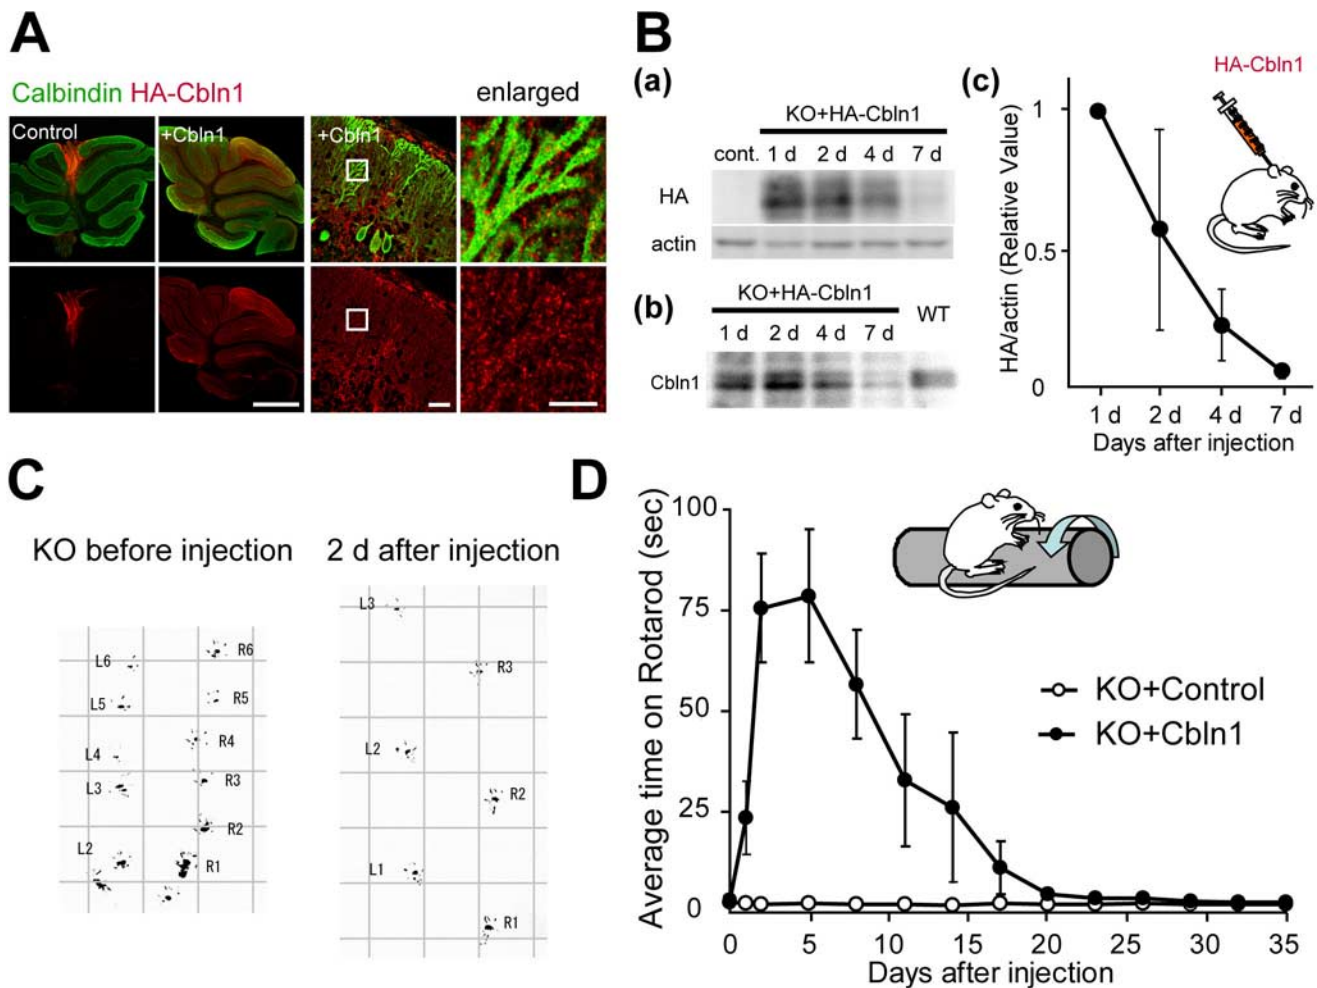 A
Calbindin HA-Cbln1
enlarged
Control
+Cbln1
+Cbln1
B
(a)
KO+HA-Cbln1
cont. 1 d 2 d 4 d 7 d
HA
actin
(b)
KO+HA-Cbln1
WT
1 d 2 d 4 d 7 d
Cbln1
(c)
HA-Cbln1
HA/actin (Relative Value)
1
0.5
0
1 d 2 d 4 d 7 d
Days after injection
C
KO before injection
L6
R6
L5
R5
L4
R4
L3
R3
L2
R2
R1
2 d after injection
L3
R3
L2
R2
L1
R1
D
Average time on Rotarod (sec)
100
75
50
25
0
KO+Control
KO+Cbln1
0 5 10 15 20 25 30 35
Days after injection